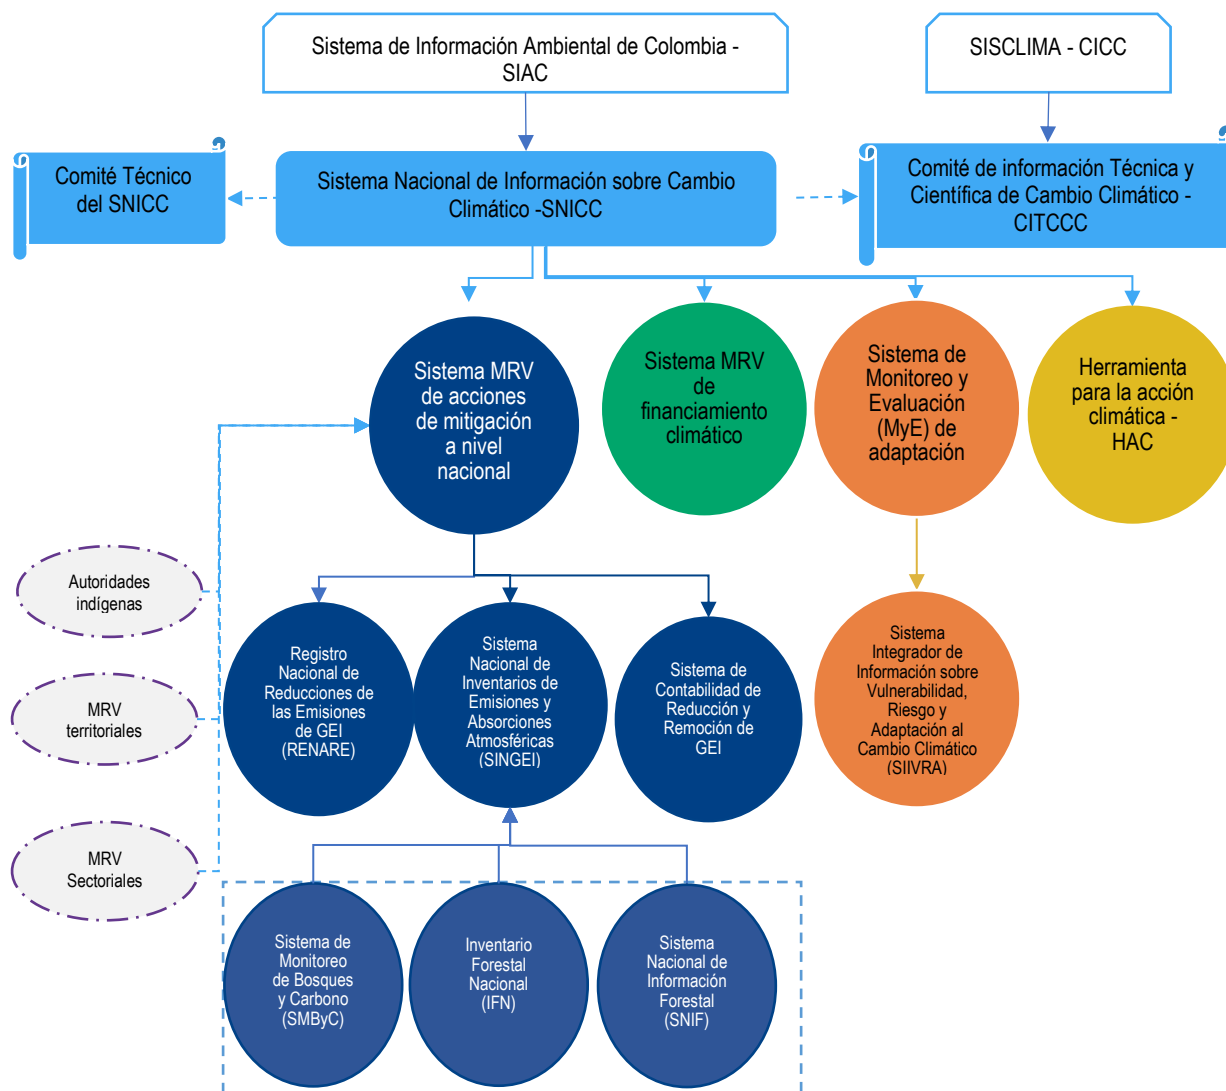 Sistema de Información Ambiental de Colombia -
SIAC
SISCLIMA - CICC
Comité Técnico
del SNICC
Sistema Nacional de Información sobre Cambio
Climático -SNICC
Comité de información Técnica y
Científica de Cambio Climático -
CITCCC
Sistema MRV
de acciones
de mitigación
a nivel
nacional
Sistema MRV
de
financiamiento
climático
Sistema de
Monitoreo y
Evaluación
(MyE) de
adaptación
Herramienta
para la acción
climática -
HAC
Autoridades
indígenas
MRV
territoriales
MRV
Sectoriales
Registro
Nacional de
Reducciones de
las Emisiones
de GEI
(RENARE)
Sistema
Nacional de
Inventarios de
Emisiones y
Absorciones
Atmosféricas
(SINGEI)
Sistema de
Contabilidad de
Reducción y
Remoción de
GEI
Sistema
Integrador de
Información sobre
Vulnerabilidad,
Riesgo y
Adaptación al
Cambio Climático
(SIIVRA)
Sistema de
Monitoreo
de Bosques
y Carbono
(SMByC)
Inventario
Forestal
Nacional
(IFN)
Sistema
Nacional de
Información
Forestal
(SNIF)